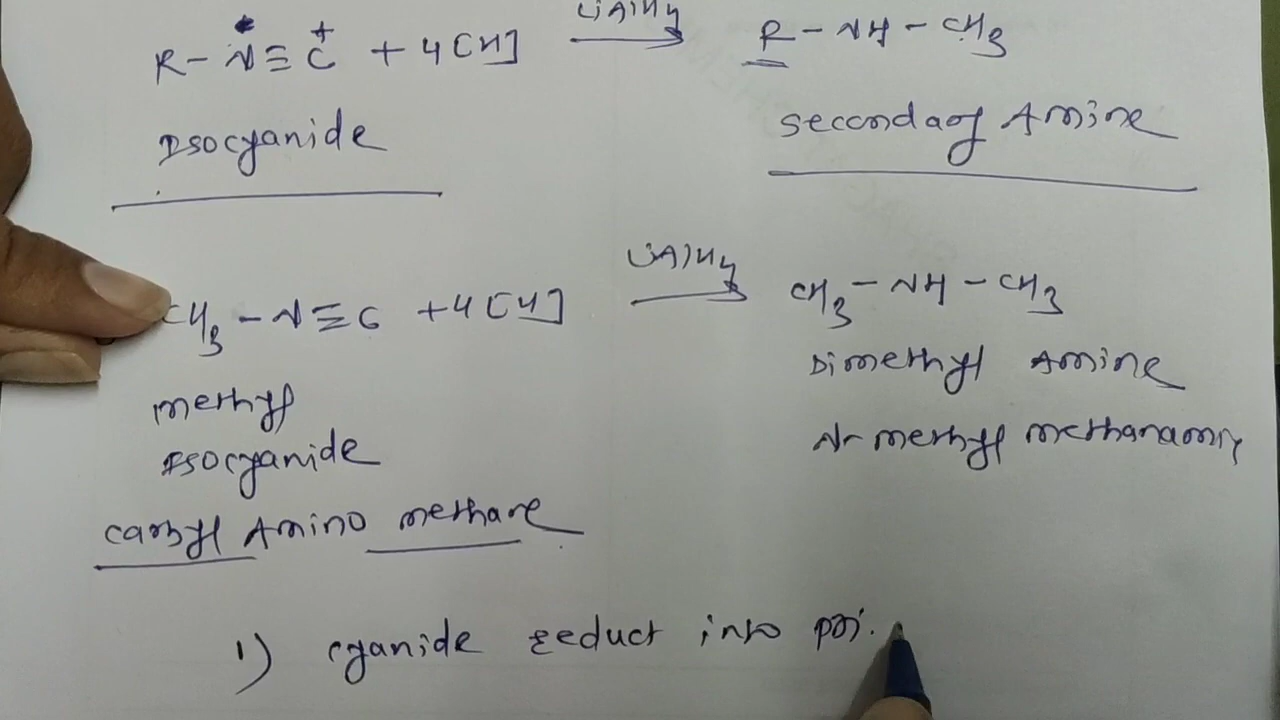 LiAlH4
R - N ≡ C + 4[H] → R - NH - CH3
Isocyanide
secondary Amine
LiAlH4
CH3 - N ≡ C + 4[H] → CH3 - NH - CH3
methyl
Isocyanide
Dimethyl Amine
N- methyl methanamin
carbyl Amino methane
1) cyanide reduct into pri.